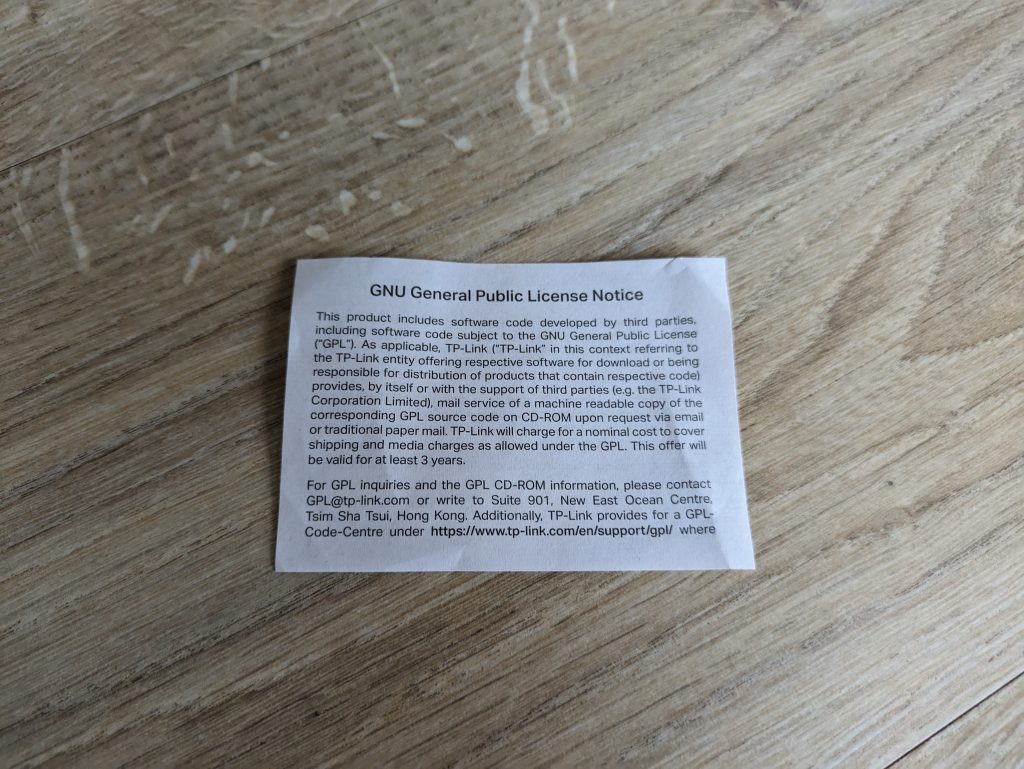 GNU General Public License Notice
This product includes software code developed by third parties,
including software code subject to the GNU General Public License
("GPL"). As applicable, TP-Link ("TP-Link" in this context referring to
the TP-Link entity offering respective software for download or being
responsible for distribution of products that contain respective code)
provides, by itself or with the support of third parties (e.g. the TP-Link
Corporation Limited), mail service of a machine readable copy of the
corresponding GPL source code on CD-ROM upon request via email
or traditional paper mail. TP-Link will charge for a nominal cost to cover
shipping and media charges as allowed under the GPL. This offer will
be valid for at least 3 years.
For GPL inquiries and the GPL CD-ROM information, please contact
GPL@tp-link.com or write to Suite 901, New East Ocean Centre,
Tsim Sha Tsui, Hong Kong. Additionally, TP-Link provides for a GPL-
Code-Centre under https://www.tp-link.com/en/support/gpl/ where